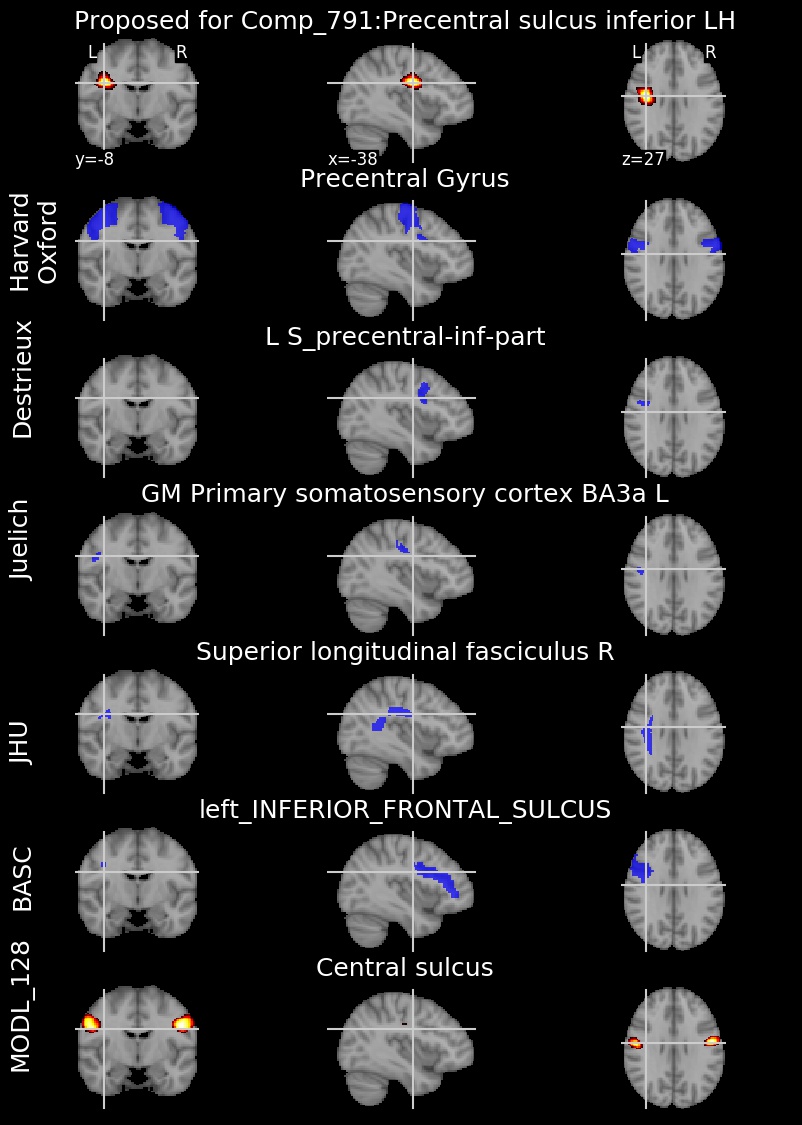 Proposed for Comp_791:Precentral sulcus inferior LH
L R
L R
y=-8
x=-38
z=27
Precentral Gyrus
Harvard
Oxford
L S_precentral-inf-part
Destrieux
GM Primary somatosensory cortex BA3a L
Juelich
Superior longitudinal fasciculus R
JHU
left_INFERIOR_FRONTAL_SULCUS
BASC
Central sulcus
MODL_128